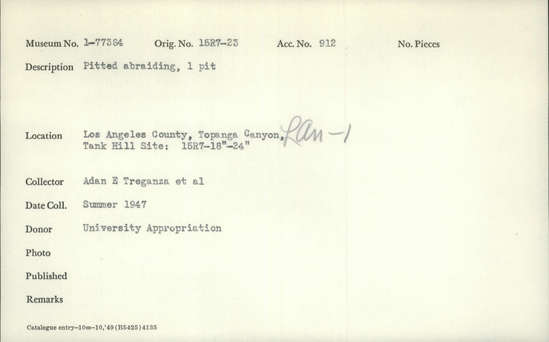 Museum No. 1-77384 Orig. No. 15R7-23 Acc. No. 912 No. Pieces
Description Pitted abraiding, 1 pit
Location Los Angeles County, Topanga Canyon, LAn-1
Tank Hill Site: 15R7-18"-24"
Collector Adan E Treganza et al
Date Coll. Summer 1947
Donor University Appropriation
Photo
Published
Remarks
Catalogue entry-10m-10,'49(B5425)4135